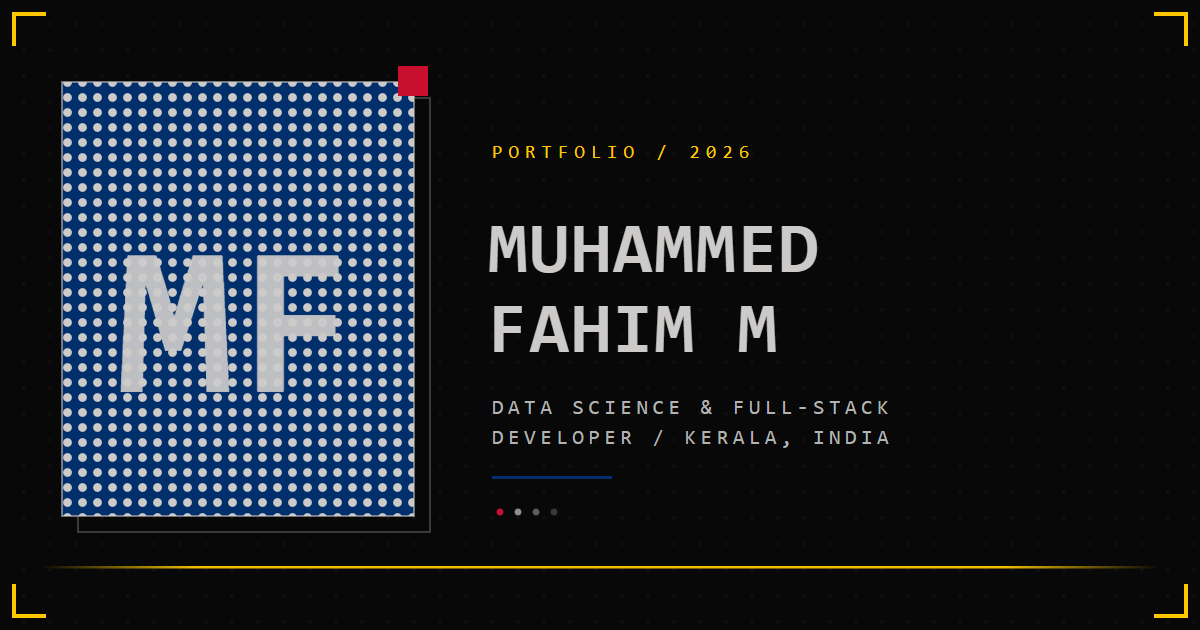 MF
PORTFOLIO / 2026
MUHAMMED
FAHIM M
DATA SCIENCE & FULL-STACK
DEVELOPER / KERALA, INDIA